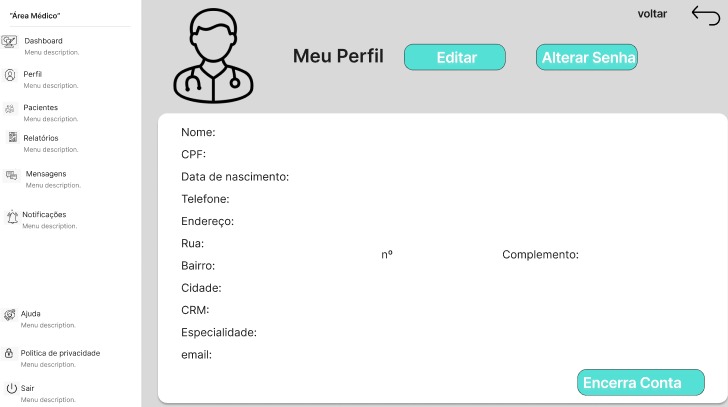 "Área Médico"
Dashboard
Menu description.
Perfil
Menu description.
Pacientes
Menu description.
Relatórios
Menu description.
Mensagens
Menu description.
Notificações
Menu description.
Ajuda
Menu description.
Politica de privacidade
Menu description.
Sair
Menu description.
voltar
Meu Perfil
Editar
Alterar Senha
Nome:
CPF:
Data de nascimento:
Telefone:
Endereço:
Rua:
nº
Complemento:
Bairro:
Cidade:
CRM:
Especialidade:
email:
Encerra Conta